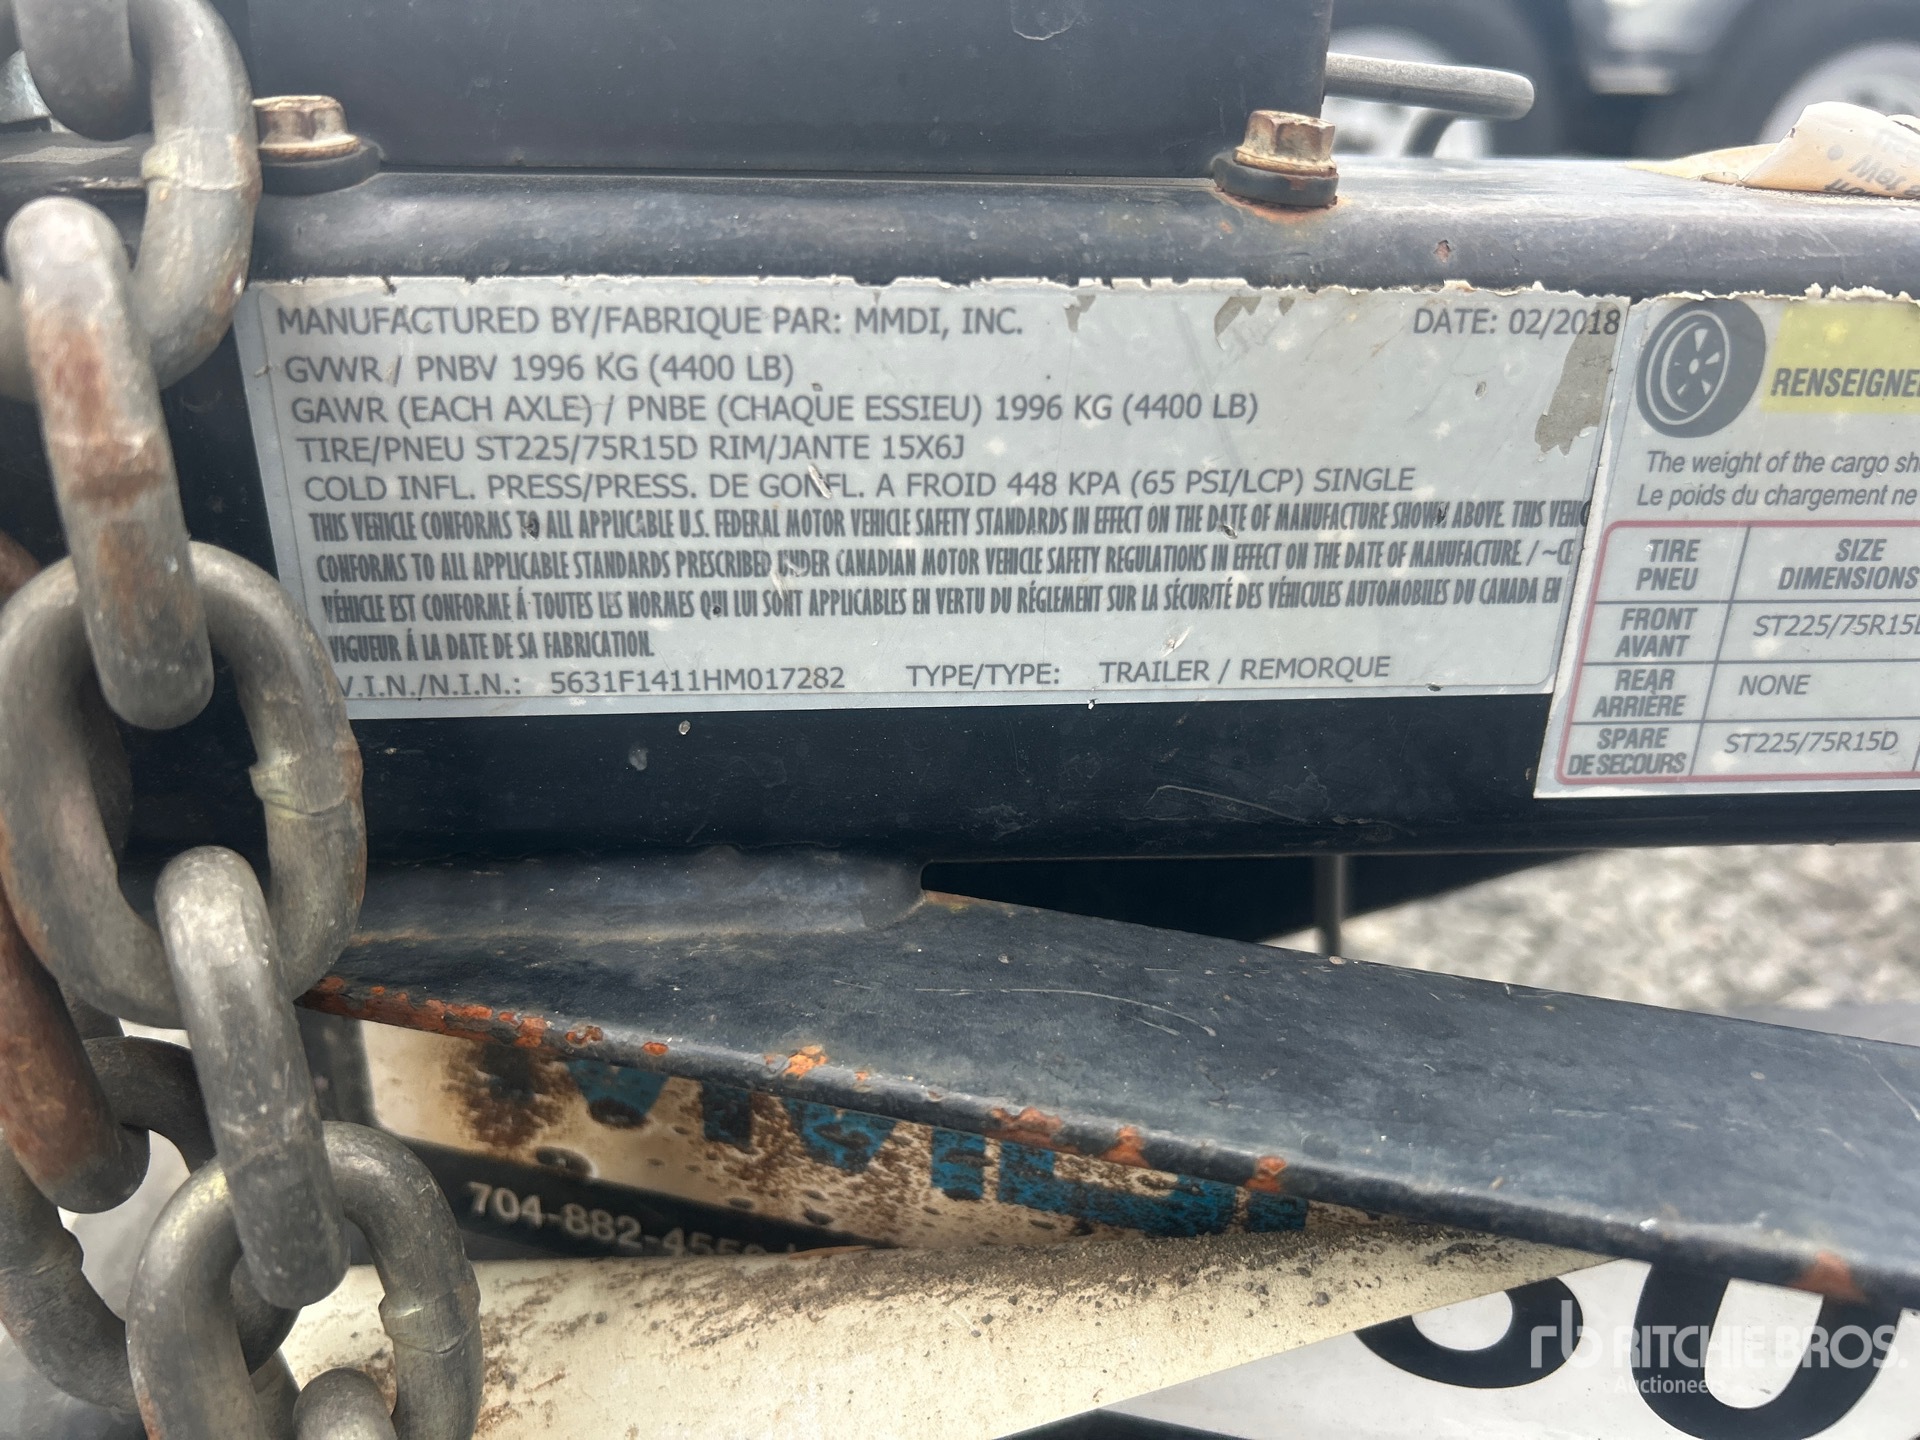 MANUFACTURED BY/FABRIQUE PAR: MMDI, INC. DATE: 02/2018
GVWR / PNBV 1996 KG (4400 LB)
GAWR (EACH AXLE) / PNBE (CHAQUE ESSIEU) 1996 KG (4400 LB)
TIRE/PNEU ST225/75R15D RIM/JANTE 15X6J
COLD INFL. PRESS/PRESS. DE GONFL. A FROID 448 KPA (65 PSI/LCP) SINGLE
THIS VEHICLE CONFORMS TO ALL APPLICABLE U.S. FEDERAL MOTOR VEHICLE SAFETY STANDARDS IN EFFECT ON THE DATE OF MANUFACTURE SHOWN ABOVE. THIS
CONFORMS TO ALL APPLICABLE STANDARDS PRESCRIBED UNDER CANADIAN MOTOR VEHICLE SAFETY REGULATIONS IN EFFECT ON THE DATE OF MANUFACTURE. / ~CE
VÉHICLE EST CONFORME Á TOUTES LES NORMES QUI LUI SONT APPLICABLES EN VERTU DU RÉGLEMENT SUR LA SÉCURITÉ DES VÉHICULES AUTOMOBILES DU CANADA EN
VIGUEUR Á LA DATE DE SA FABRICATION.
V.I.N./N.I.N.: 5631F1411HM017282 TYPE/TYPE: TRAILER / REMORQUE
RENSEIGNE
The weight of the cargo
Le poids du chargement ne
TIRE SIZE
PNEU DIMENSIONS
FRONT ST225/75R15D
AVANT
REAR NONE
ARRIÈRE
SPARE ST225/75R15D
DE SECOURS
704-882-4550
rb RITCHIE BROS.
Auctioneers